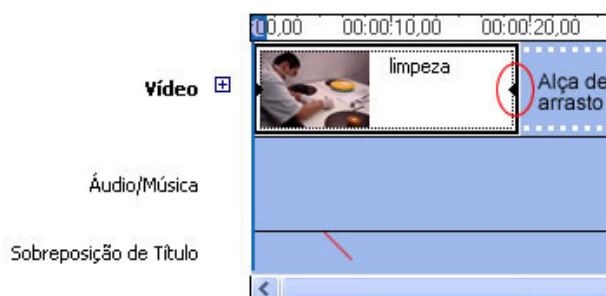 0,00 00:00:10,00 00:00:20,00
limpeza
Vídeo
Alça de
arrasto
Áudio/Música
Sobreposição de Título